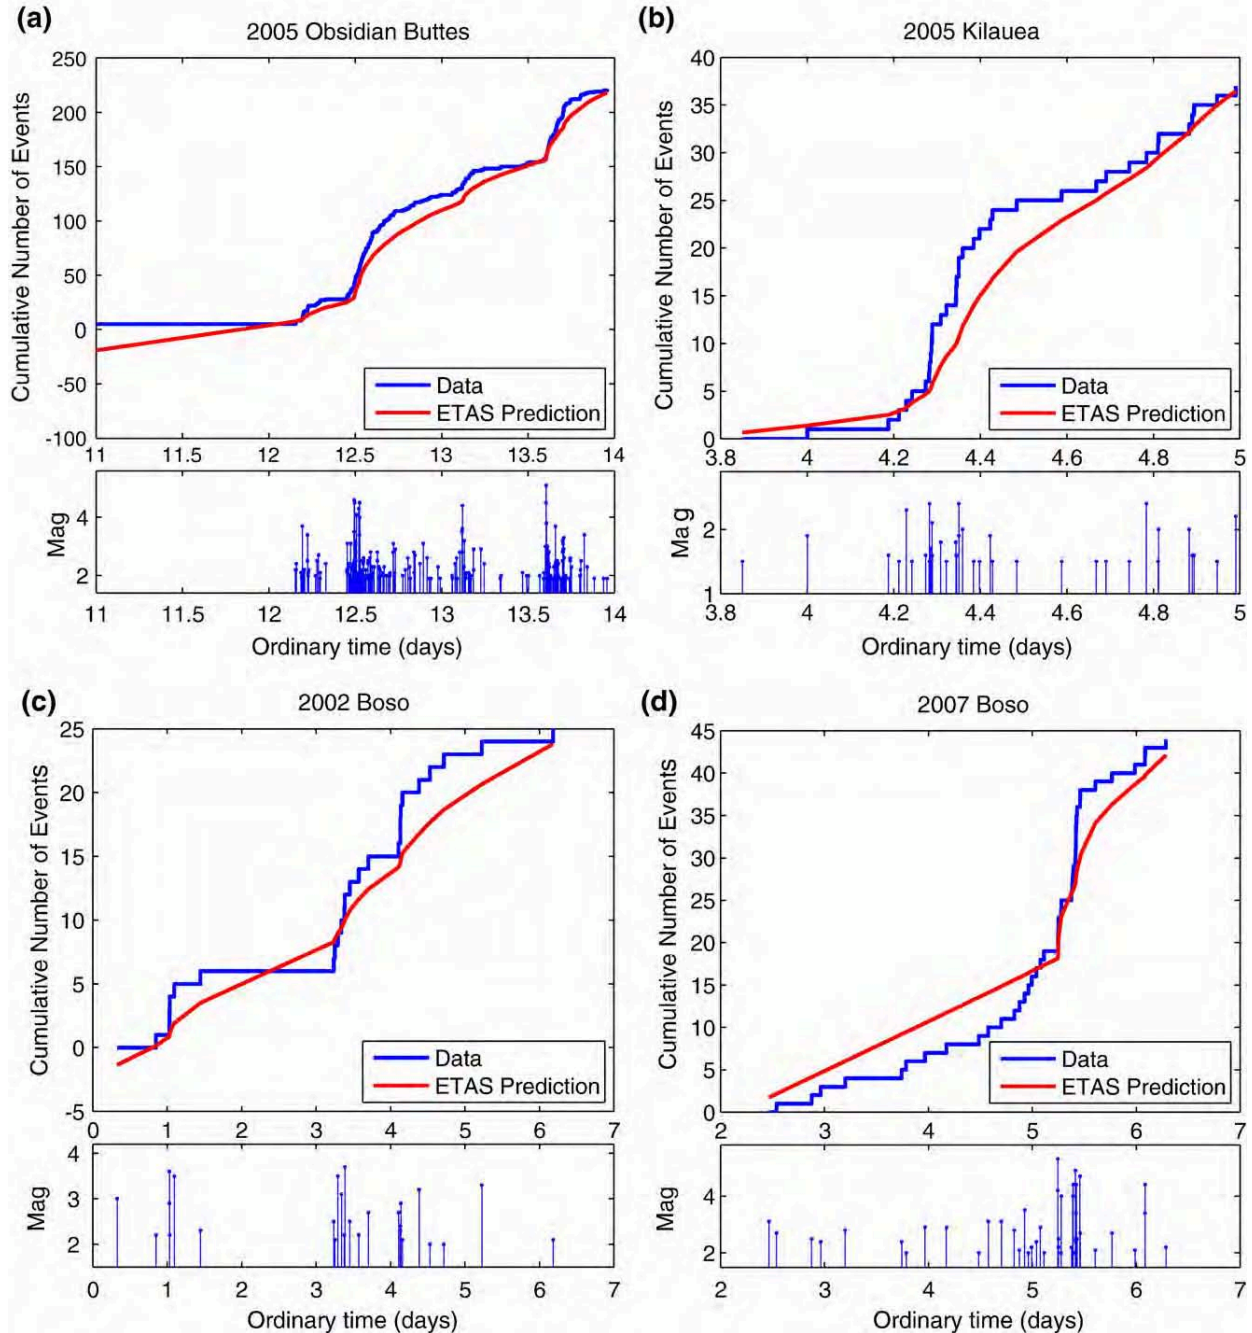 (a)
2005 Obsidian Buttes
250
200
150
100
50
0
-50
-100
Cumulative Number of Events
Data
ETAS Prediction
11 11.5 12 12.5 13 13.5 14
4
2
Mag
11 11.5 12 12.5 13 13.5 14
Ordinary time (days)
(b)
2005 Kilauea
40
35
30
25
20
15
10
5
0
Cumulative Number of Events
Data
ETAS Prediction
3.8 4 4.2 4.4 4.6 4.8 5
2
1
Mag
3.8 4 4.2 4.4 4.6 4.8 5
Ordinary time (days)
(c)
2002 Boso
25
20
15
10
5
0
-5
Cumulative Number of Events
Data
ETAS Prediction
0 1 2 3 4 5 6 7
4
3
2
Mag
0 1 2 3 4 5 6 7
Ordinary time (days)
(d)
2007 Boso
45
40
35
30
25
20
15
10
5
0
Cumulative Number of Events
Data
ETAS Prediction
2 3 4 5 6 7
4
2
Mag
2 3 4 5 6 7
Ordinary time (days)